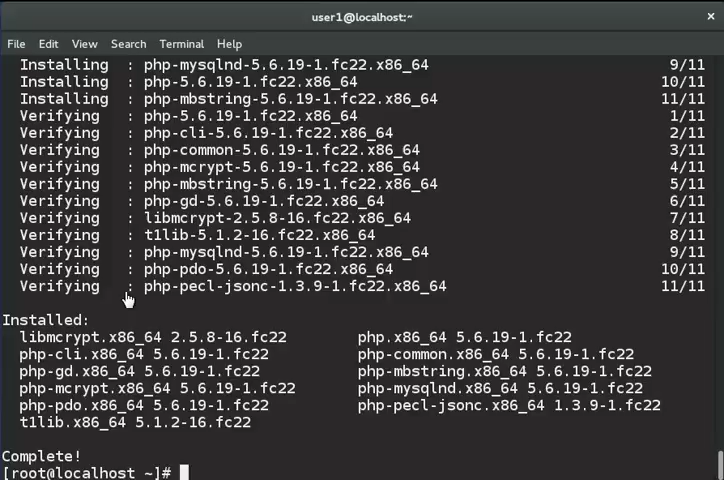 user1@localhost:~
File Edit View Search Terminal Help
Installing : php-mysqlnd-5.6.19-1.fc22.x86_64 9/11
Installing : php-5.6.19-1.fc22.x86_64 10/11
Installing : php-mbstring-5.6.19-1.fc22.x86_64 11/11
Verifying : php-5.6.19-1.fc22.x86_64 1/11
Verifying : php-cli-5.6.19-1.fc22.x86_64 2/11
Verifying : php-common-5.6.19-1.fc22.x86_64 3/11
Verifying : php-mcrypt-5.6.19-1.fc22.x86_64 4/11
Verifying : php-mbstring-5.6.19-1.fc22.x86_64 5/11
Verifying : php-gd-5.6.19-1.fc22.x86_64 6/11
Verifying : libmcrypt-2.5.8-16.fc22.x86_64 7/11
Verifying : t1lib-5.1.2-16.fc22.x86_64 8/11
Verifying : php-mysqlnd-5.6.19-1.fc22.x86_64 9/11
Verifying : php-pdo-5.6.19-1.fc22.x86_64 10/11
Verifying : php-pecl-jsonc-1.3.9-1.fc22.x86_64 11/11
Installed:
libmcrypt.x86_64 2.5.8-16.fc22 php.x86_64 5.6.19-1.fc22
php-cli.x86_64 5.6.19-1.fc22 php-common.x86_64 5.6.19-1.fc22
php-gd.x86_64 5.6.19-1.fc22 php-mbstring.x86_64 5.6.19-1.fc22
php-mcrypt.x86_64 5.6.19-1.fc22 php-mysqlnd.x86_64 5.6.19-1.fc22
php-pdo.x86_64 5.6.19-1.fc22 php-pecl-jsonc.x86_64 1.3.9-1.fc22
t1lib.x86_64 5.1.2-16.fc22
Complete!
[root@localhost ~]#